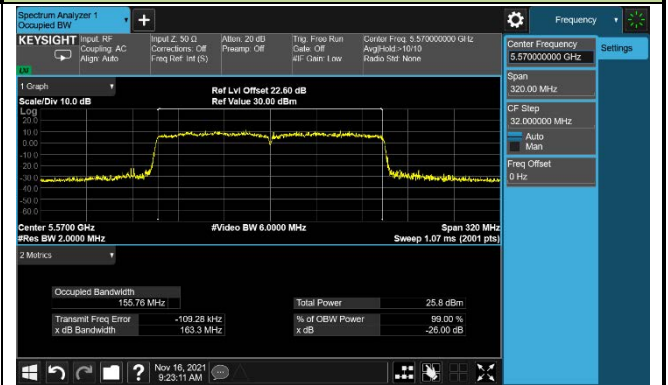 Spectrum Analyzer 1
Occupied BW
+
Frequency
KEYSIGHT
Input: RF
Coupling: AC
Align: Auto
Input Z: 50 Ω
Corrections: Off
Freq Ref: Int (S)
Atten: 20 dB
Preamp: Off
Trig: Free Run
Gate: Off
#IF Gain: Low
Center Freq: 5.570000000 GHz
Avg|Hold:>10/10
Radio Std: None
Center Frequency
5.570000000 GHz
Settings
Span
320.00 MHz
CF Step
32.000000 MHz
Auto
Man
Freq Offset
0 Hz
1 Graph
Scale/Div 10.0 dB
Ref Lvl Offset 22.60 dB
Ref Value 30.00 dBm
Log
20.0
10.0
0.00
-10.0
-20.0
-30.0
-40.0
-50.0
-60.0
Center 5.5700 GHz
#Video BW 6.0000 MHz
Span 320 MHz
#Res BW 2.0000 MHz
Sweep 1.07 ms (2001 pts)
2 Metrics
Occupied Bandwidth
155.76 MHz
Total Power
25.8 dBm
Transmit Freq Error
-109.28 kHz
% of OBW Power
99.00 %
x dB Bandwidth
163.3 MHz
x dB
-26.00 dB
?
Nov 16, 2021
9:23:11 AM